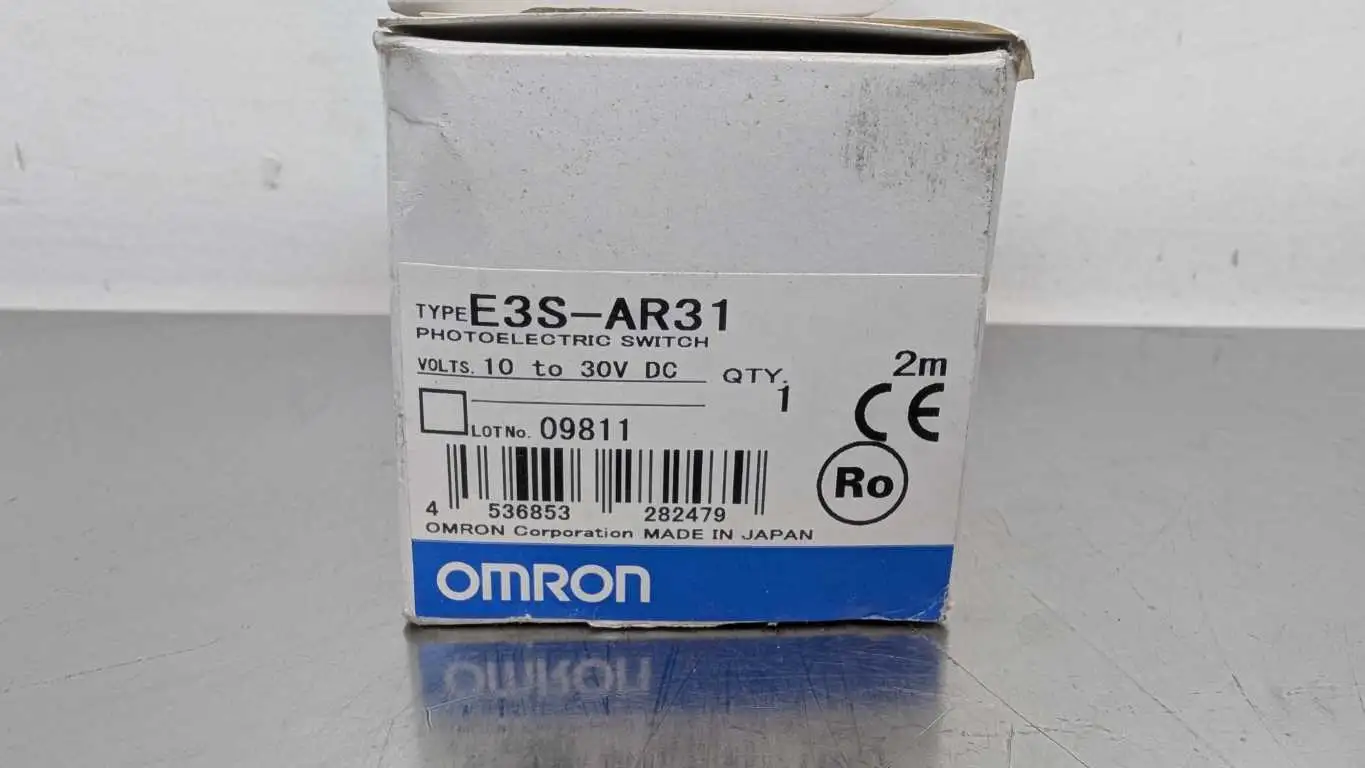 TYPE E3S-AR31
PHOTOELECTRIC SWITCH
VOLTS. 10 to 30V DC QTY. 1
2m
CE
LOT No. 09811
Ro
4 536853 282479
OMRON Corporation MADE IN JAPAN
OMRON